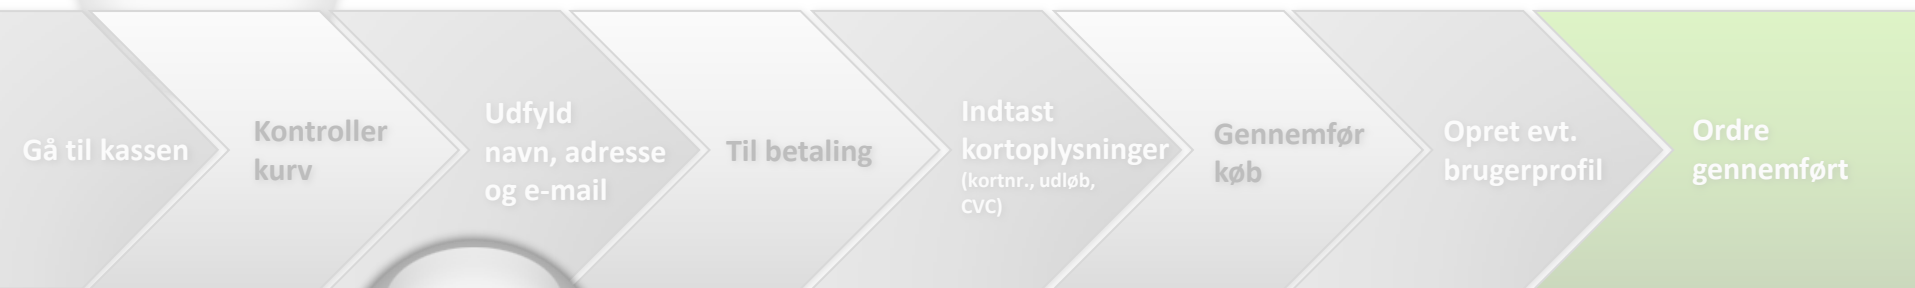 Gå til kassen
Kontroller
kurv
Udfyld
navn, adresse
og e-mail
Til betaling
Indtast
kortoplysninger
(kortnr., udløb,
CVC)
Gennemfør
køb
Opret evt.
brugerprofil
Ordre
gennemført